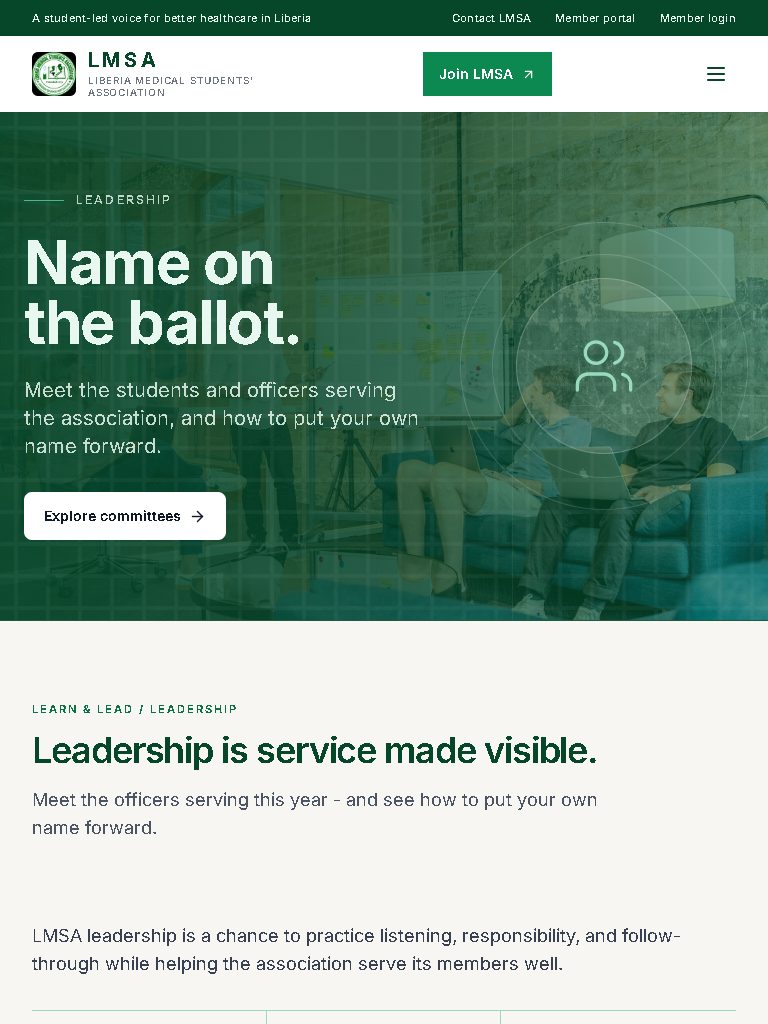 A student-led voice for better healthcare in Liberia
Contact LMSA
Member portal
Member login
LMSA
LIBERIA MEDICAL STUDENTS'
ASSOCIATION
Join LMSA
LEADERSHIP
Name on
the ballot.
Meet the students and officers serving
the association, and how to put your own
name forward.
Explore committees
LEARN & LEAD / LEADERSHIP
Leadership is service made visible.
Meet the officers serving this year - and see how to put your own
name forward.
LMSA leadership is a chance to practice listening, responsibility, and follow-
through while helping the association serve its members well.